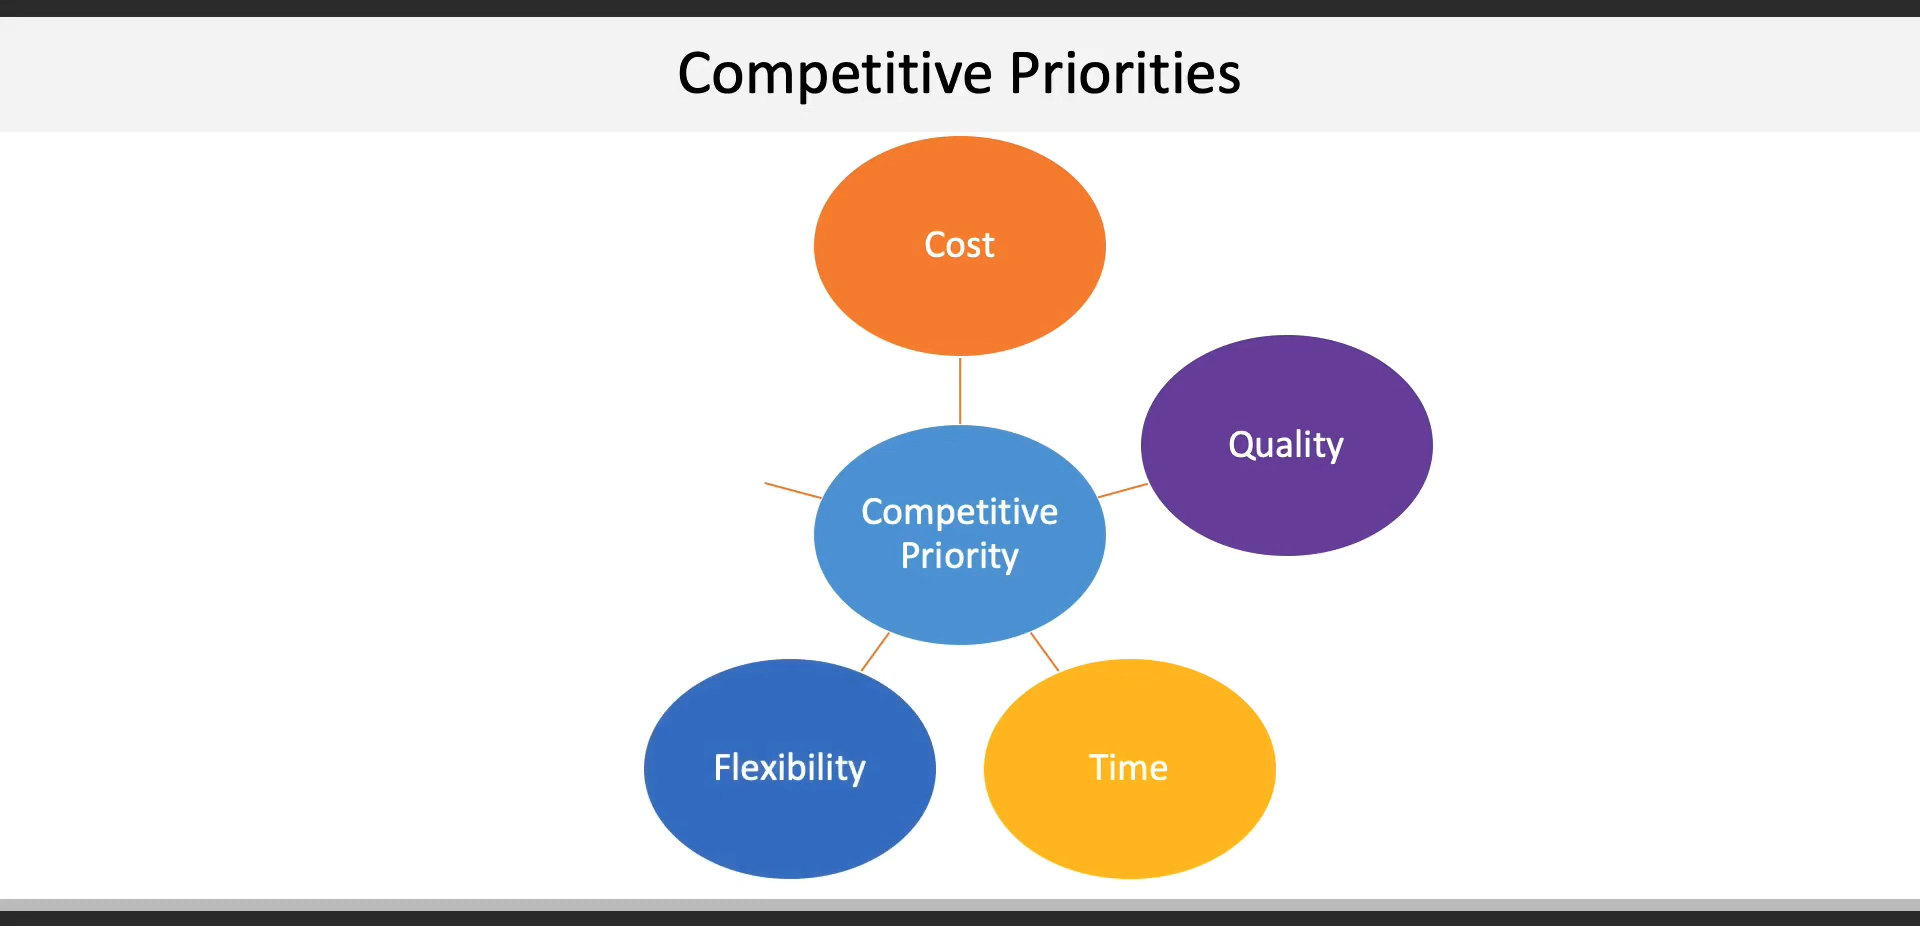 Competitive Priorities
Cost
Quality
Competitive
Priority
Flexibility
Time